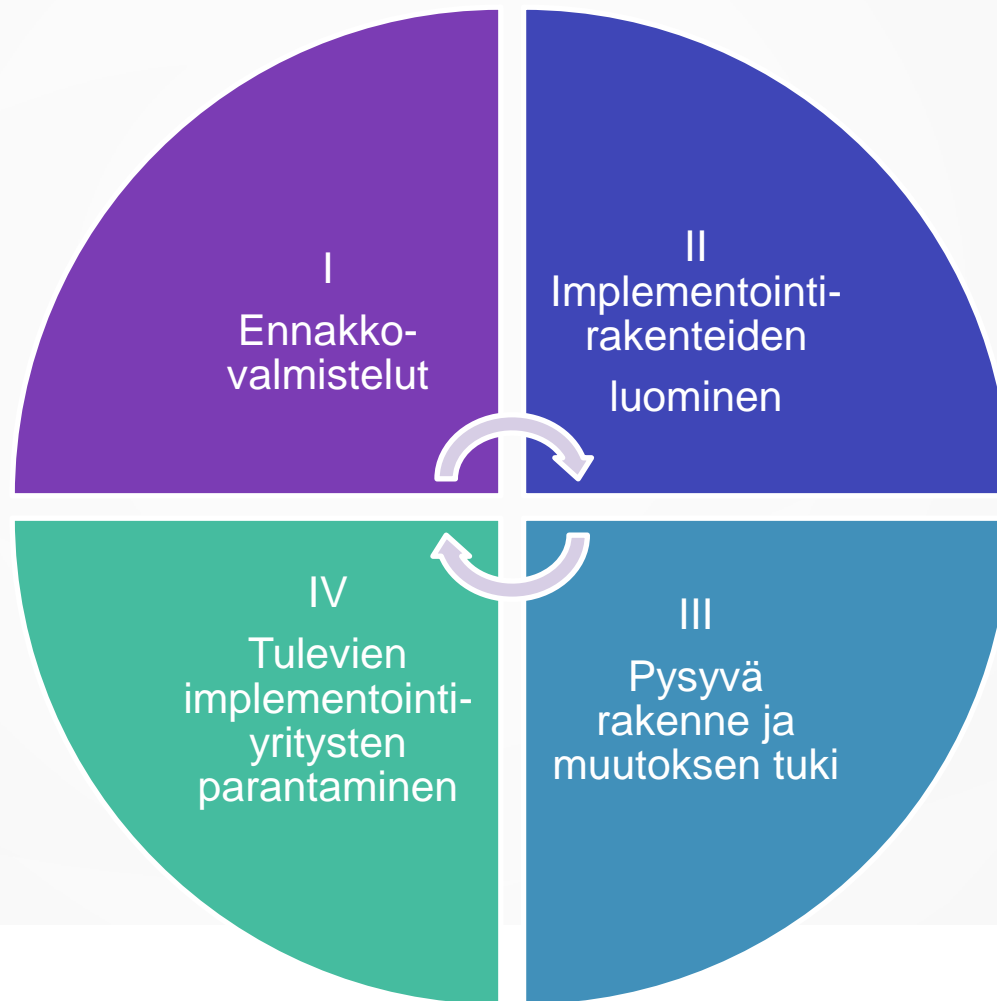 I
Ennakko-
valmistelut
II
Implementointi-
rakenteiden
luominen
III
Pysyvä
rakenne ja
muutoksen tuki
IV
Tulevien
implementointi-
yritysten
parantaminen